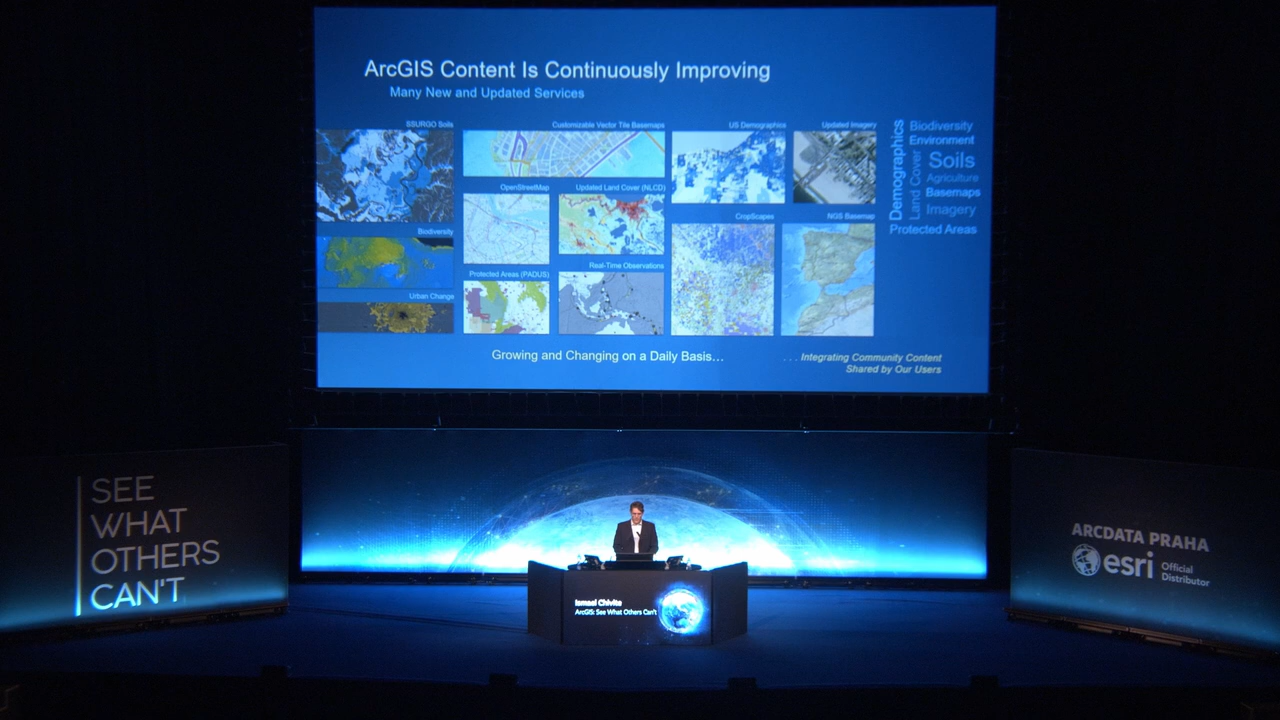 ArcGIS Content Is Continuously Improving
Many New and Updated Services
SSURGO Soils
Customizable Vector Tile Basemaps
US Demographics
Updated Imagery
OpenStreetMap
Updated Land Cover (NLCD)
CropScapes
NGS Basemap
Biodiversity
Protected Areas (PADUS)
Real-Time Observations
Urban Change
Demographics
Land Cover
Biodiversity
Environment
Soils
Agriculture
Basemaps
Imagery
Protected Areas
Growing and Changing on a Daily Basis…
. . . Integrating Community Content
Shared by Our Users
SEE
WHAT
OTHERS
CAN'T
Ismael Chivite
ArcGIS: See What Others Can't
ARCDATA PRAHA
esri
Official
Distributor